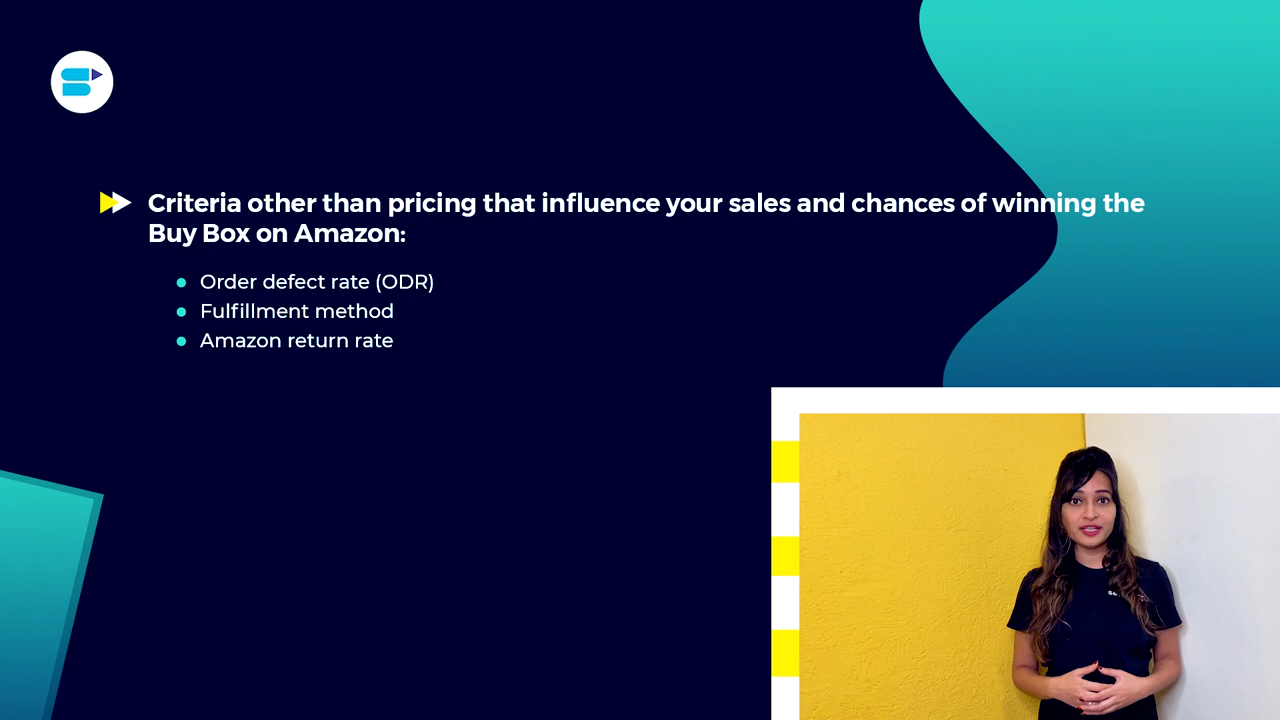 Criteria other than pricing that influence your sales and chances of winning the
Buy Box on Amazon:
Order defect rate (ODR)
Fulfillment method
Amazon return rate